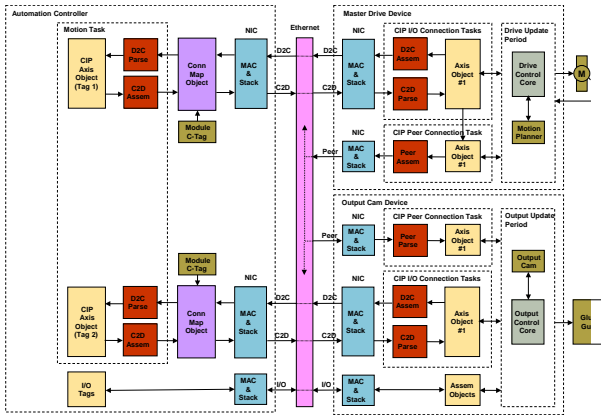 Automation Controller
Ethernet
Master Drive Device
Motion Task
NIC
NIC
CIP I/O Connection Tasks
Drive Update
Period
CIP
Axis
Object
(Tag 1)
D2C
Parse
C2D
Assem
Conn
Map
Object
MAC
&
Stack
D2C
C2D
MAC
&
Stack
D2C
Assem
C2D
Parse
Axis
Object
#1
Drive
Control
Core
M
Module
C-Tag
Motion
Planner
NIC
CIP Peer Connection Task
Peer
MAC
&
Stack
Peer
Assem
Axis
Object
#1
Output Cam Device
NIC
CIP Peer Connection Task
Output Update
Period
Peer
MAC
&
Stack
Peer
Parse
Axis
Object
#1
Module
C-Tag
Output
Cam
NIC
NIC
CIP I/O Connection Tasks
CIP
Axis
Object
(Tag 2)
D2C
Parse
C2D
Assem
Conn
Map
Object
MAC
&
Stack
D2C
C2D
MAC
&
Stack
D2C
Assem
C2D
Parse
Axis
Object
#1
Output
Control
Core
I/O
Tags
MAC
&
Stack
I/O
I/O
MAC
&
Stack
Assem
Objects